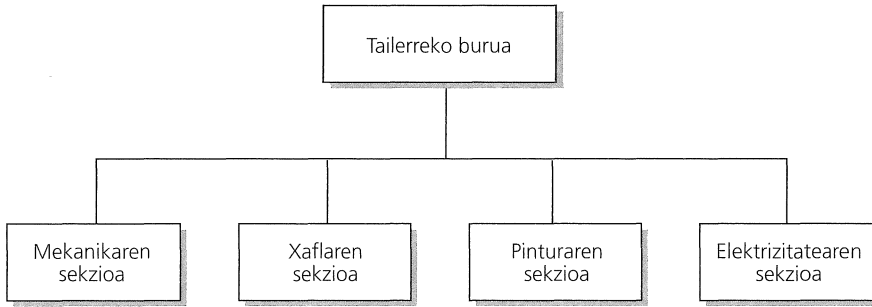 Tailerreko burua
Mekanikaren
sekzioa
Xaflaren
sekzioa
Pinturaren
sekzioa
Elektrizitatearen
sekzioa